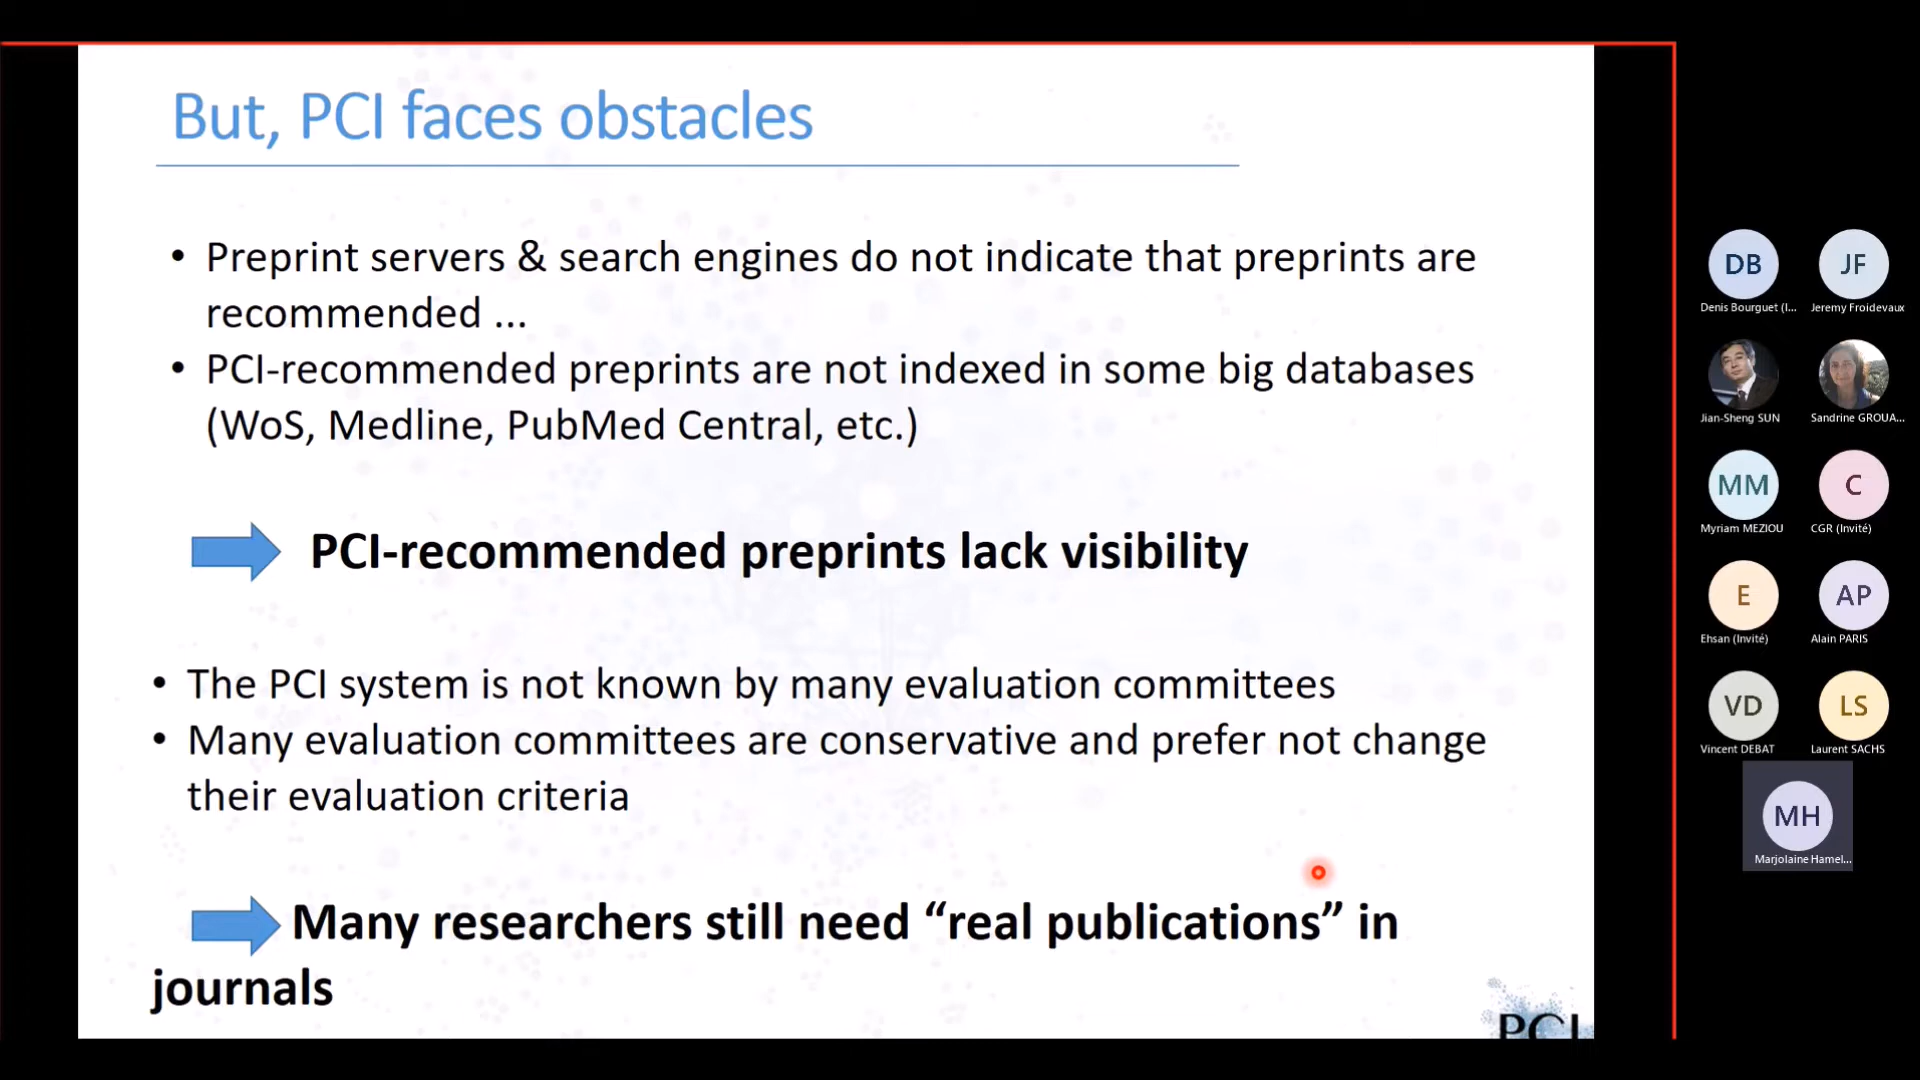 But, PCI faces obstacles
• Preprint servers & search engines do not indicate that preprints are
recommended ...
• PCI-recommended preprints are not indexed in some big databases
(WoS, Medline, PubMed Central, etc.)
PCI-recommended preprints lack visibility
• The PCI system is not known by many evaluation committees
• Many evaluation committees are conservative and prefer not change
their evaluation criteria
Many researchers still need “real publications” in
journals
PCI
DB
Denis Bourguet (I...
JF
Jeremy Froidevaux
Jian-Sheng SUN
Sandrine GROUA...
MM
Myriam MEZIOU
C
CGR (Invité)
E
Ehsan (Invité)
AP
Alain PARIS
VD
Vincent DEBAT
LS
Laurent SACHS
MH
Marjolaine Hamel...